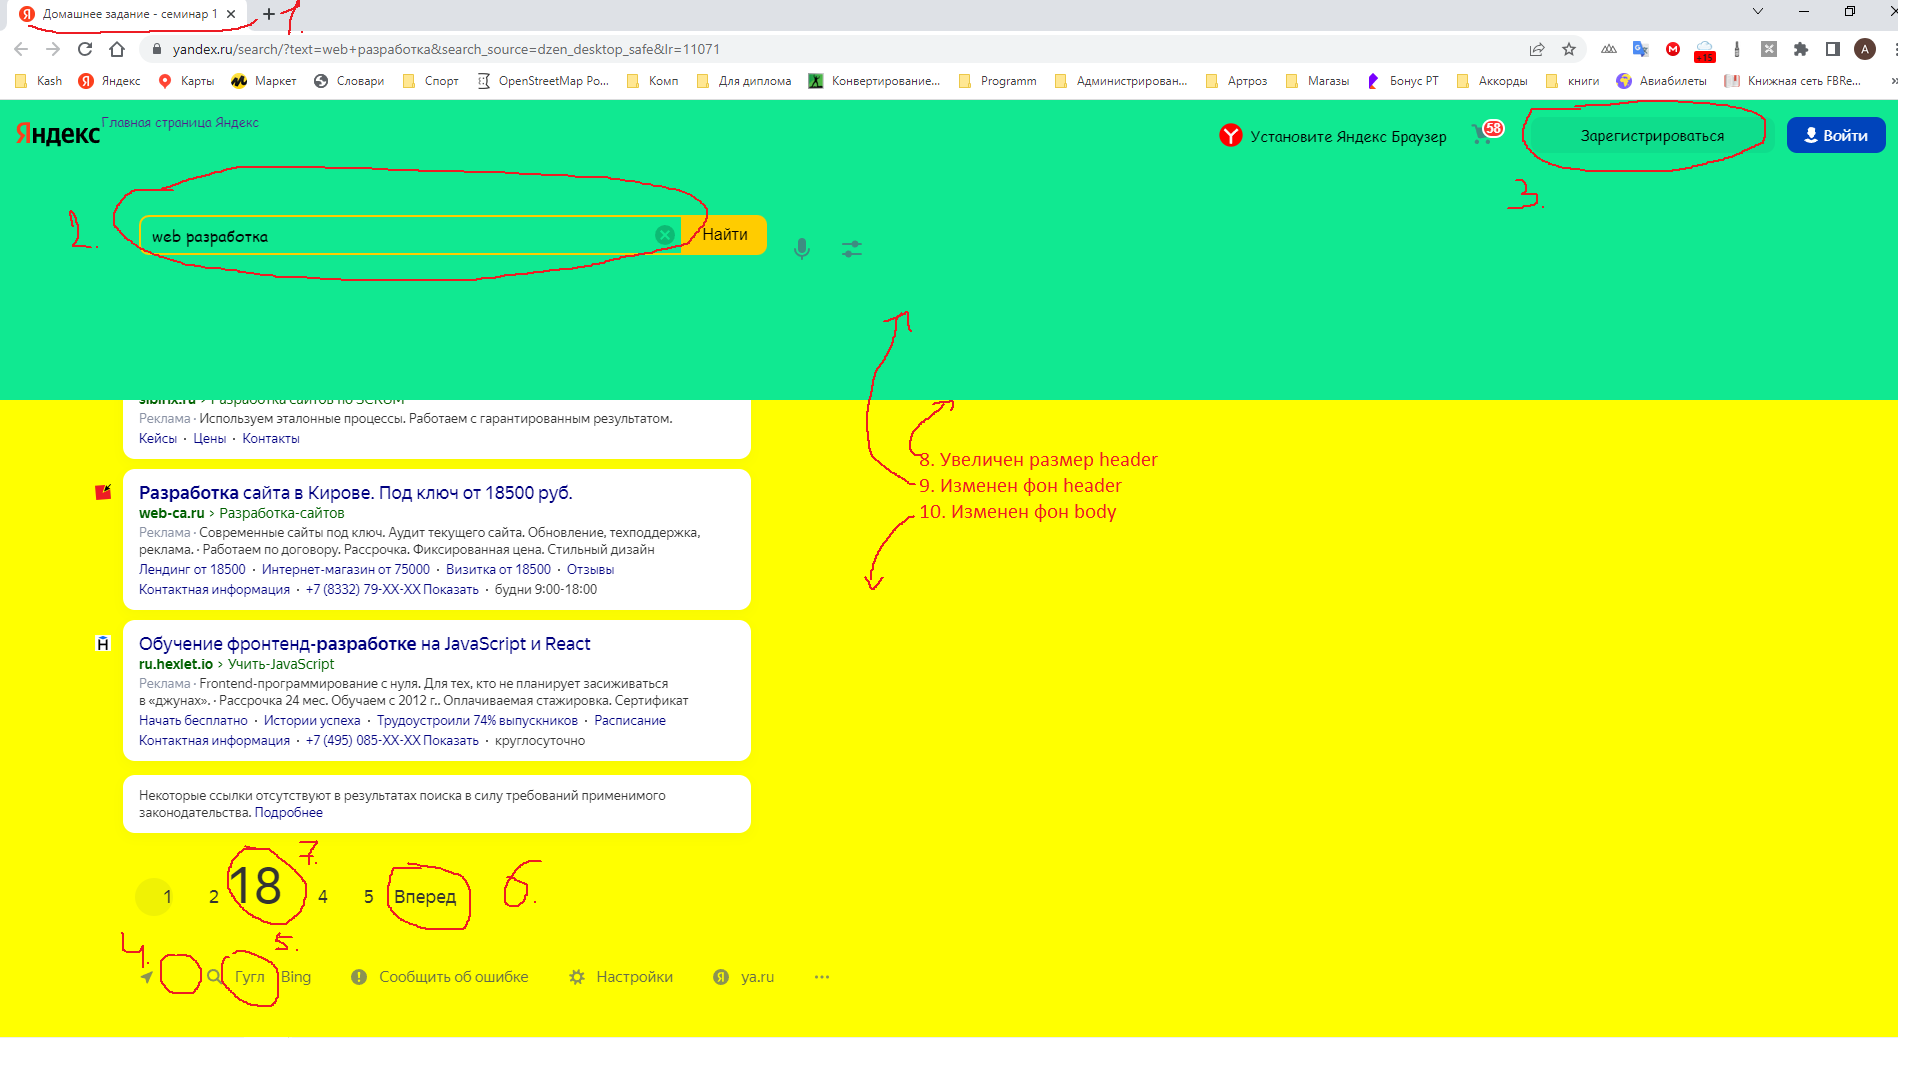 Домашнее задание - семинар 1
1.
yandex.ru/search/?text=web+разработка&search_source=dzen_desktop_safe&lr=11071
+15
A
Kash
Яндекс
Карты
Маркет
Словари
Спорт
OpenStreetMap Po...
Комп
Для диплома
Конвертирование...
Programm
Администрирован...
Артроз
Магазы
Бонус РТ
Аккорды
книги
Авиабилеты
Книжная сеть FBRe...
»
Яндекс
Главная страница Яндекс
Установите Яндекс Браузер
58
Зарегистрироваться
Войти
3.
2.
web разработка
Найти
sibirix.ru > Разработка сайтов по SCRUM
Реклама · Используем эталонные процессы. Работаем с гарантированным результатом.
Кейсы · Цены · Контакты
8. Увеличен размер header
9. Изменен фон header
10. Изменен фон body
Разработка сайта в Кирове. Под ключ от 18500 руб.
web-ca.ru > Разработка-сайтов
Реклама · Современные сайты под ключ. Аудит текущего сайта. Обновление, техподдержка,
реклама. · Работаем по договору. Рассрочка. Фиксированная цена. Стильный дизайн
Лендинг от 18500 · Интернет-магазин от 75000 · Визитка от 18500 · Отзывы
Контактная информация · +7 (8332) 79-XX-XX Показать · будни 9:00-18:00
Обучение фронтенд-разработке на JavaScript и React
ru.hexlet.io > Учить-JavaScript
Реклама · Frontend-программирование с нуля. Для тех, кто не планирует засиживаться
в «джунах». · Рассрочка 24 мес. Обучаем с 2012 г.. Оплачиваемая стажировка. Сертификат
Начать бесплатно · Истории успеха · Трудоустроили 74% выпускников · Расписание
Контактная информация · +7 (495) 085-XX-XX Показать · круглосуточно
Некоторые ссылки отсутствуют в результатах поиска в силу требований применимого
законодательства. Подробнее
7.
1 2 18 4 5 Вперед
6.
4.
5.
Гугл Bing
Сообщить об ошибке
Настройки
ya.ru
...